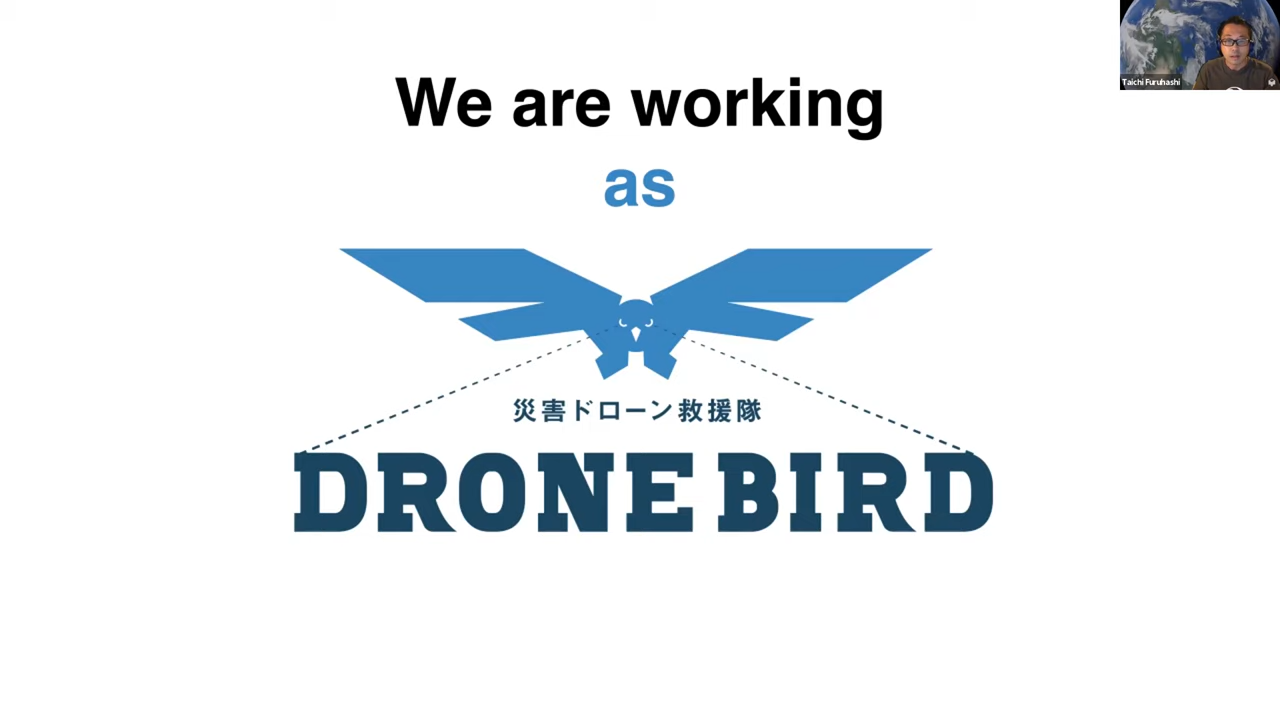 We are working
as
災害ドローン救援隊
DRONE BIRD
Taichi Furuhashi